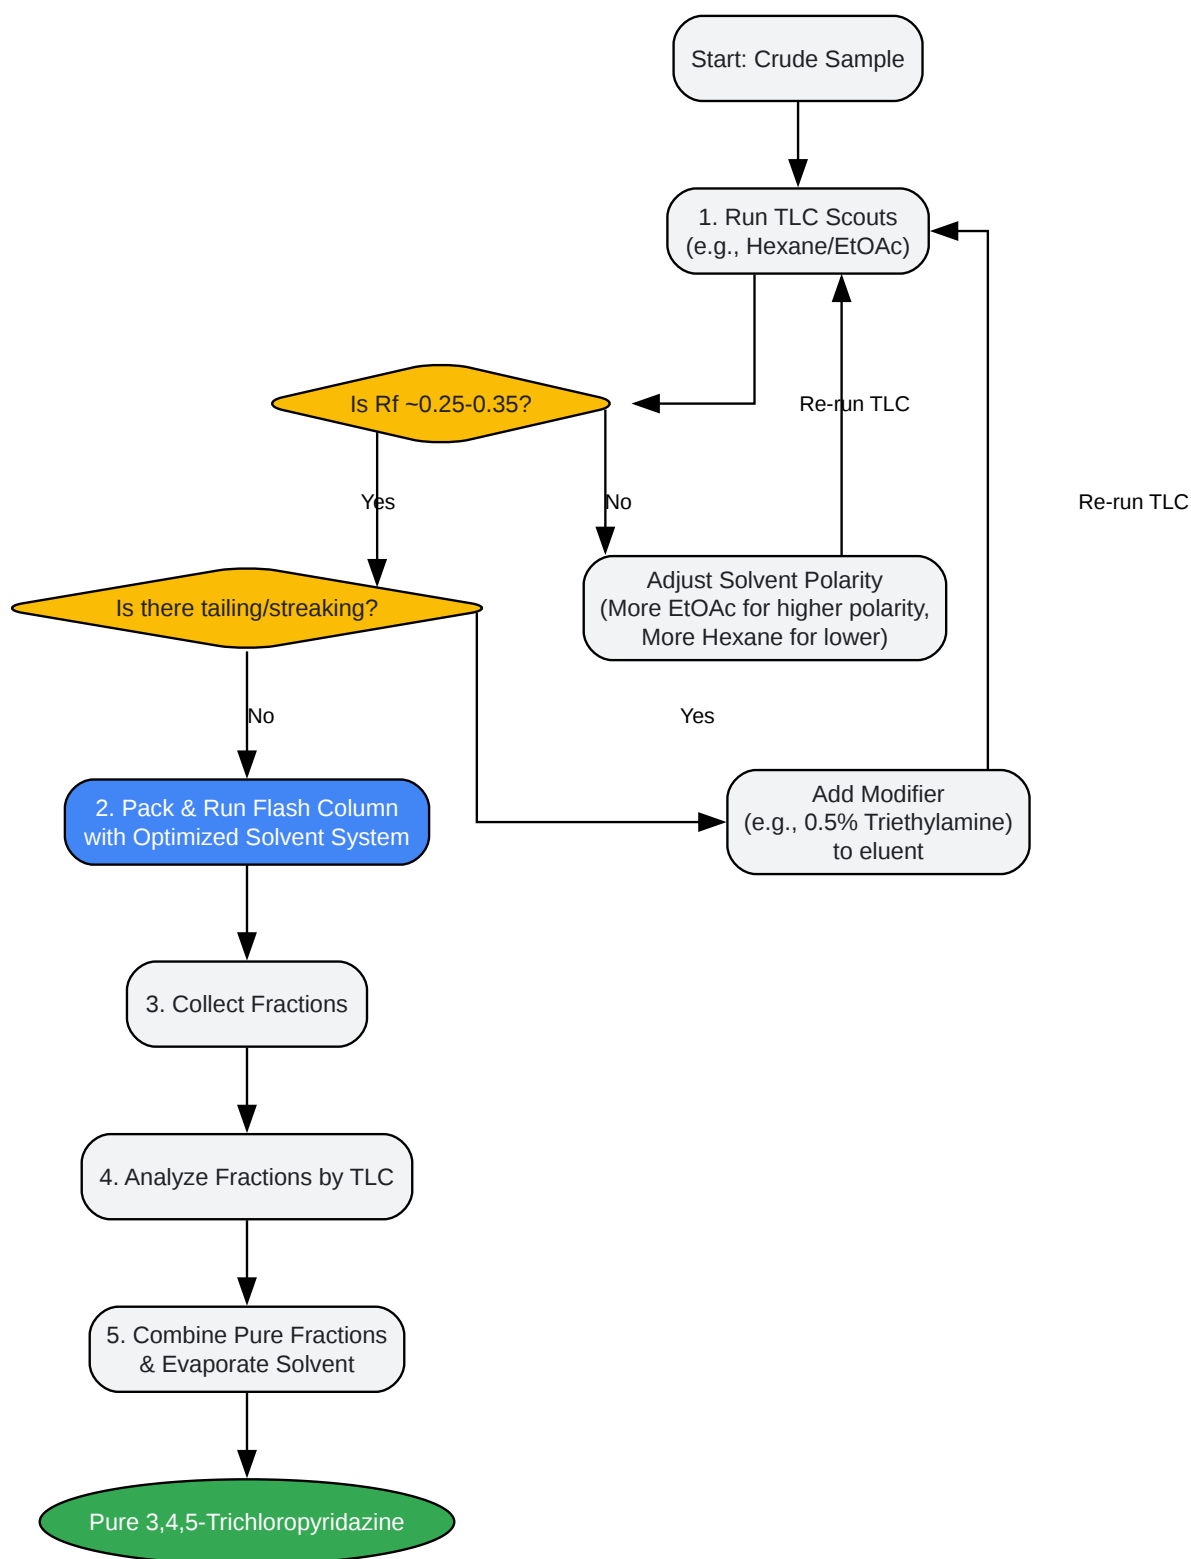 Start: Crude Sample
1. Run TLC Scouts
(e.g., Hexane/EtOAc)
Is Rf ~0.25-0.35?
Re-run TLC
Yes
No
Re-run TLC
Adjust Solvent Polarity
(More EtOAc for higher polarity,
More Hexane for lower)
Is there tailing/streaking?
No
Yes
2. Pack & Run Flash Column
with Optimized Solvent System
Add Modifier
(e.g., 0.5% Triethylamine)
to eluent
3. Collect Fractions
4. Analyze Fractions by TLC
5. Combine Pure Fractions
& Evaporate Solvent
Pure 3,4,5-Trichloropyridazine